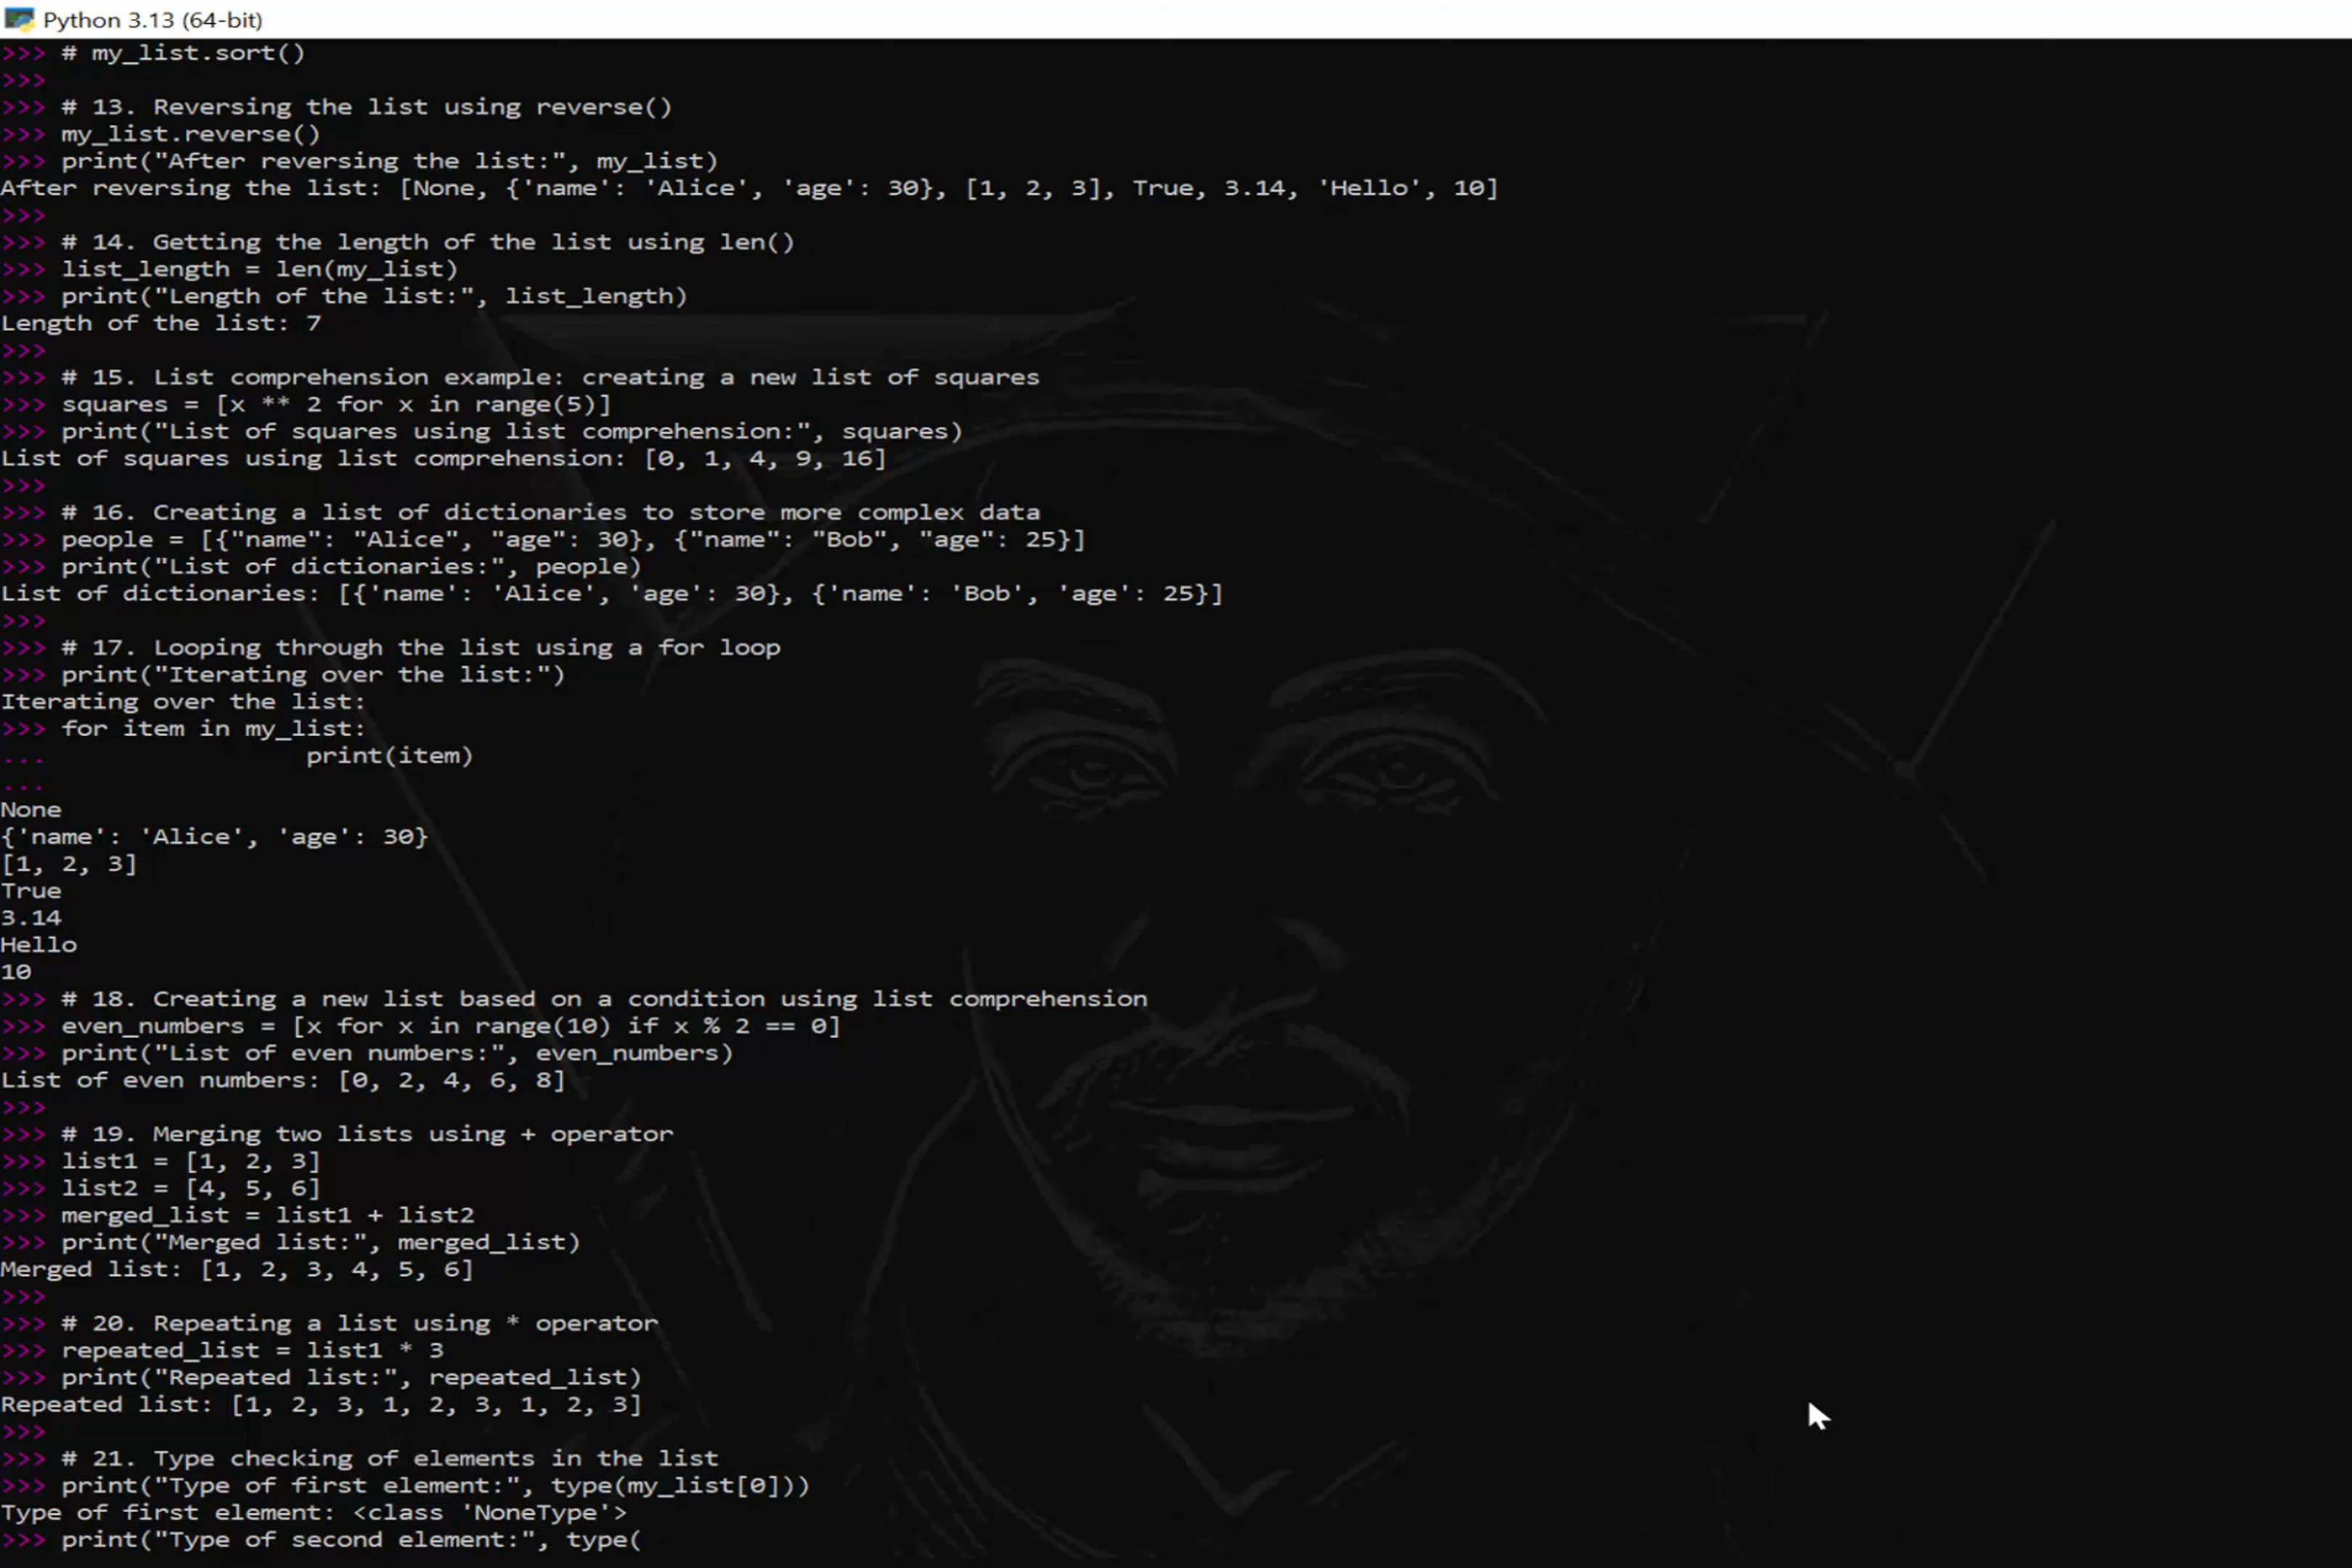 Python 3.13 (64-bit)
>>> # my_list.sort()
>>>
>>> # 13. Reversing the list using reverse()
>>> my_list.reverse()
>>> print("After reversing the list:", my_list)
After reversing the list: [None, {'name': 'Alice', 'age': 30}, [1, 2, 3], True, 3.14, 'Hello', 10]
>>>
>>> # 14. Getting the length of the list using len()
>>> list_length = len(my_list)
>>> print("Length of the list:", list_length)
Length of the list: 7
>>>
>>> # 15. List comprehension example: creating a new list of squares
>>> squares = [x ** 2 for x in range(5)]
>>> print("List of squares using list comprehension:", squares)
List of squares using list comprehension: [0, 1, 4, 9, 16]
>>>
>>> # 16. Creating a list of dictionaries to store more complex data
>>> people = [{"name": "Alice", "age": 30}, {"name": "Bob", "age": 25}]
>>> print("List of dictionaries:", people)
List of dictionaries: [{'name': 'Alice', 'age': 30}, {'name': 'Bob', 'age': 25}]
>>>
>>> # 17. Looping through the list using a for loop
>>> print("Iterating over the list:")
Iterating over the list:
>>> for item in my_list:
...                 print(item)
...
None
{'name': 'Alice', 'age': 30}
[1, 2, 3]
True
3.14
Hello
10
>>> # 18. Creating a new list based on a condition using list comprehension
>>> even_numbers = [x for x in range(10) if x % 2 == 0]
>>> print("List of even numbers:", even_numbers)
List of even numbers: [0, 2, 4, 6, 8]
>>>
>>> # 19. Merging two lists using + operator
>>> list1 = [1, 2, 3]
>>> list2 = [4, 5, 6]
>>> merged_list = list1 + list2
>>> print("Merged list:", merged_list)
Merged list: [1, 2, 3, 4, 5, 6]
>>>
>>> # 20. Repeating a list using * operator
>>> repeated_list = list1 * 3
>>> print("Repeated list:", repeated_list)
Repeated list: [1, 2, 3, 1, 2, 3, 1, 2, 3]
>>>
>>> # 21. Type checking of elements in the list
>>> print("Type of first element:", type(my_list[0]))
Type of first element: <class 'NoneType'>
>>> print("Type of second element:", type(